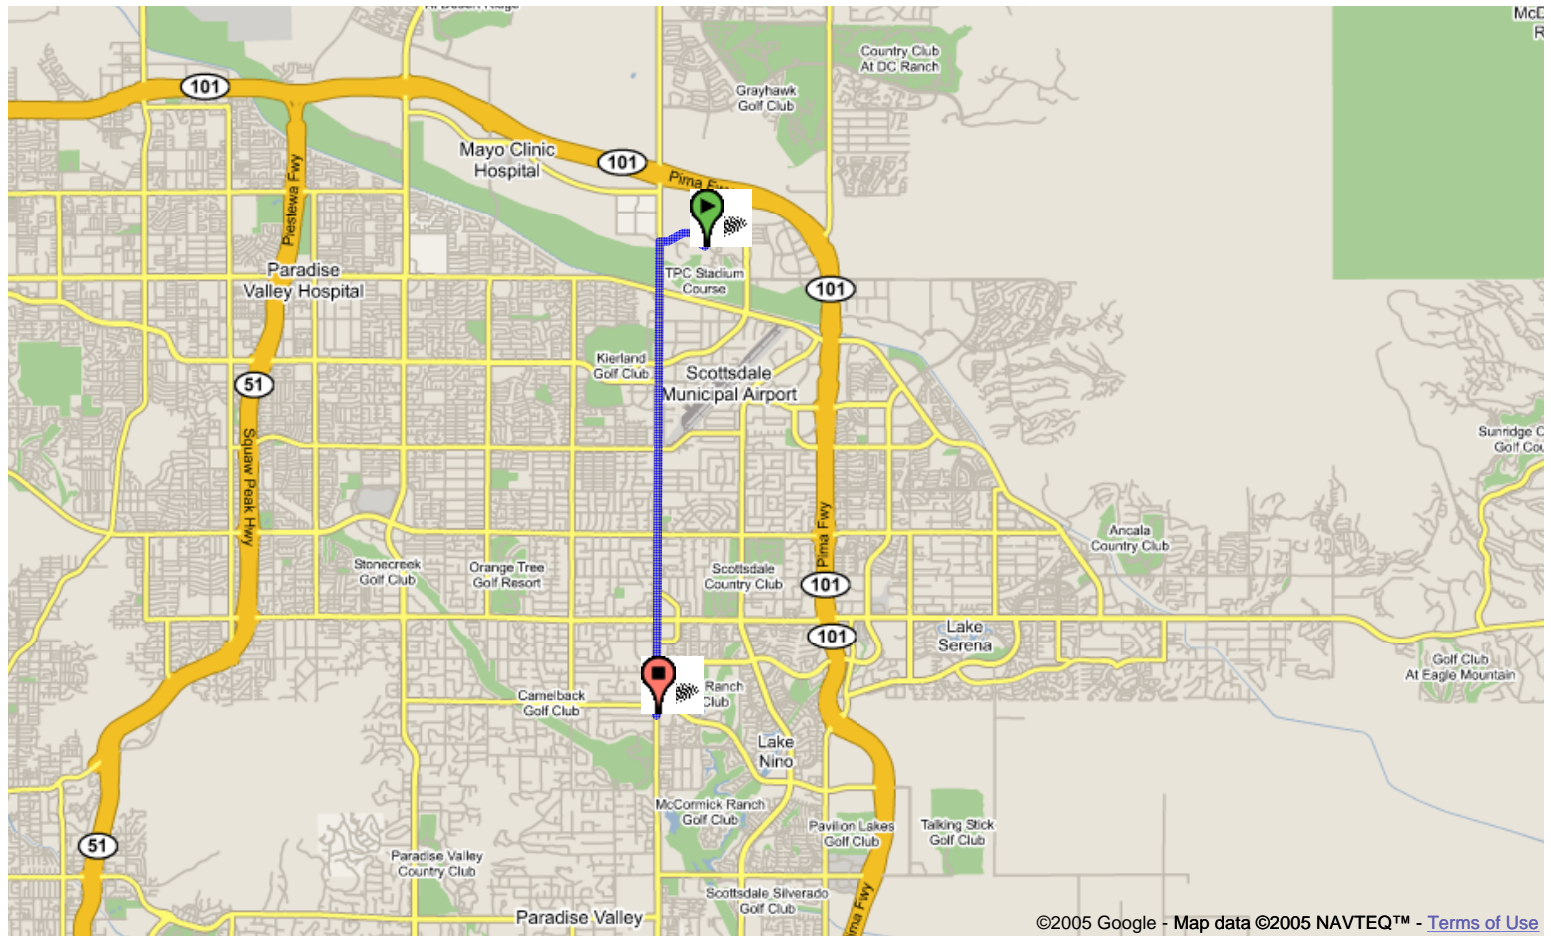 McD
R
101
Country Club
At DC Ranch
Grayhawk
Golf Club
Mayo Clinic
Hospital
101
Pima Fwy
Piestewa Fwy
Paradise
Valley Hospital
TPC Stadium
Course
101
Kierland
Golf Club
Scottsdale
Municipal Airport
51
Squaw Peak Hwy
Sunridge C
Golf Cou
Pima Fwy
Ancala
Country Club
Stonecreek
Golf Club
Orange Tree
Golf Resort
Scottsdale
Country Club
101
101
Lake
Serena
Golf Club
At Eagle Mountain
Camelback
Golf Club
Ranch
Club
Lake
Nino
McCormick Ranch
Golf Club
Pavilion Lakes
Golf Club
Talking Stick
Golf Club
51
Paradise Valley
Country Club
Scottsdale Silverado
Golf Club
ima Fwy
Paradise Valley
©2005 Google - Map data ©2005 NAVTEQ™ - Terms of Use